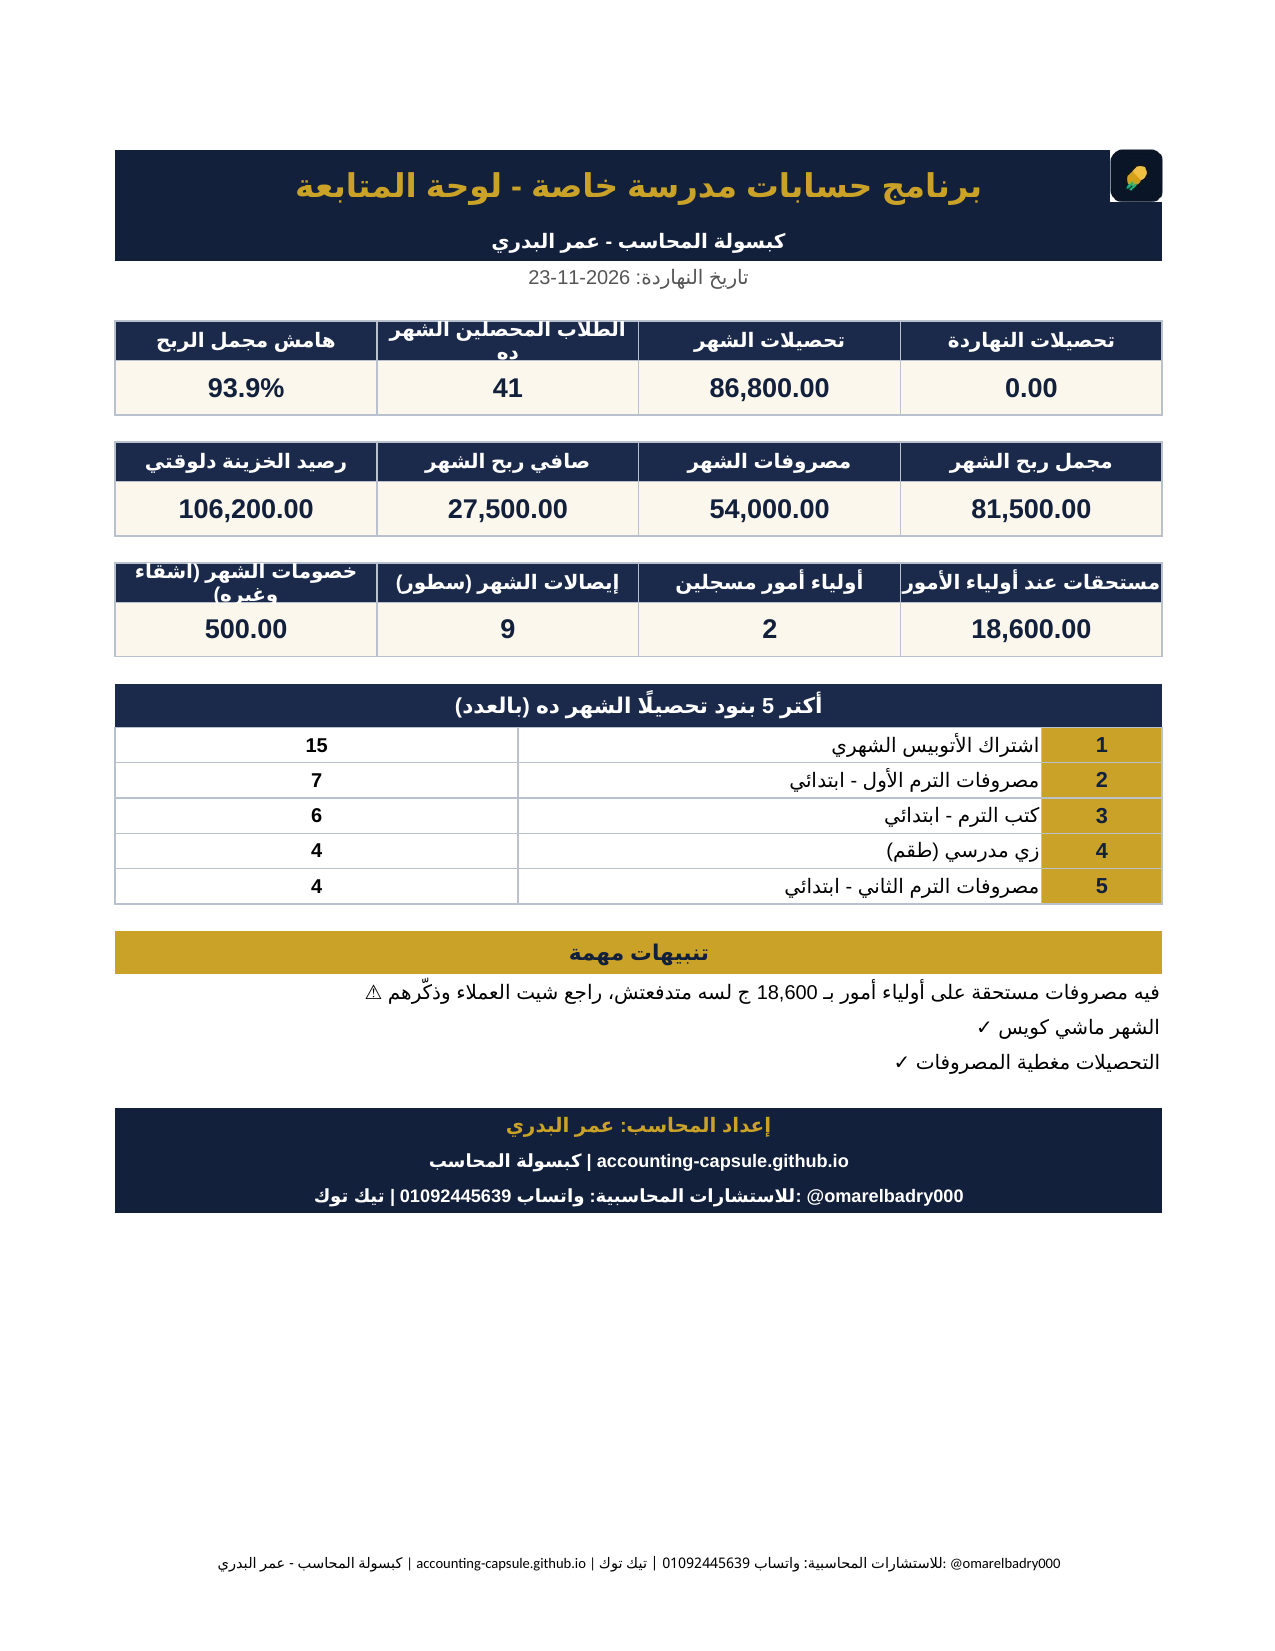 برنامج حسابات مدرسة خاصة - لوحة المتابعة
كبسولة المحاسب - عمر البدري
تاريخ النهاردة: 2026-11-23
تحصيلات النهاردة
تحصيلات الشهر
الطلاب المحصلين الشهر
ده
هامش مجمل الربح
0.00
86,800.00
41
93.9%
مجمل ربح الشهر
مصروفات الشهر
صافي ربح الشهر
رصيد الخزينة دلوقتي
81,500.00
54,000.00
27,500.00
106,200.00
مستحقات عند أولياء الأمور
أولياء أمور مسجلين
إيصالات الشهر (سطور)
خصومات الشهر (أشقاء
وغيره)
18,600.00
2
9
500.00
أكتر 5 بنود تحصيلًا الشهر ده (بالعدد)
1 اشتراك الأتوبيس الشهري 15
2 مصروفات الترم الأول - ابتدائي 7
3 كتب الترم - ابتدائي 6
4 زي مدرسي (طقم) 4
5 مصروفات الترم الثاني - ابتدائي 4
تنبيهات مهمة
فيه مصروفات مستحقة على أولياء أمور بـ 18,600 ج لسه متدفعتش، راجع شيت العملاء وذكّرهم ⚠
الشهر ماشي كويس ✓
التحصيلات مغطية المصروفات ✓
إعداد المحاسب: عمر البدري
كبسولة المحاسب | accounting-capsule.github.io
للاستشارات المحاسبية: واتساب 01092445639 | تيك توك: @omarelbadry000
كبسولة المحاسب - عمر البدري | accounting-capsule.github.io | للاستشارات المحاسبية: واتساب 01092445639 | تيك توك: @omarelbadry000